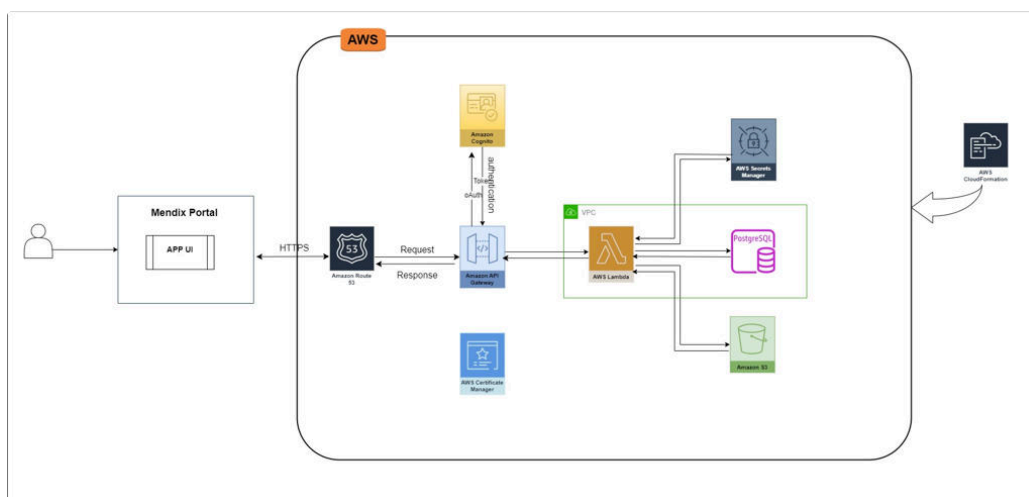 AWS
Amazon
Cognito
Token
oAuth
authentication
AWS Secrets
Manager
AWS
CloudFormation
Mendix Portal
APP UI
HTTPS
53
Amazon Route
53
Request
Response
Amazon API
Gateway
VPC
AWS Lambda
PostgreSQL
AWS Certificate
Manager
Amazon S3